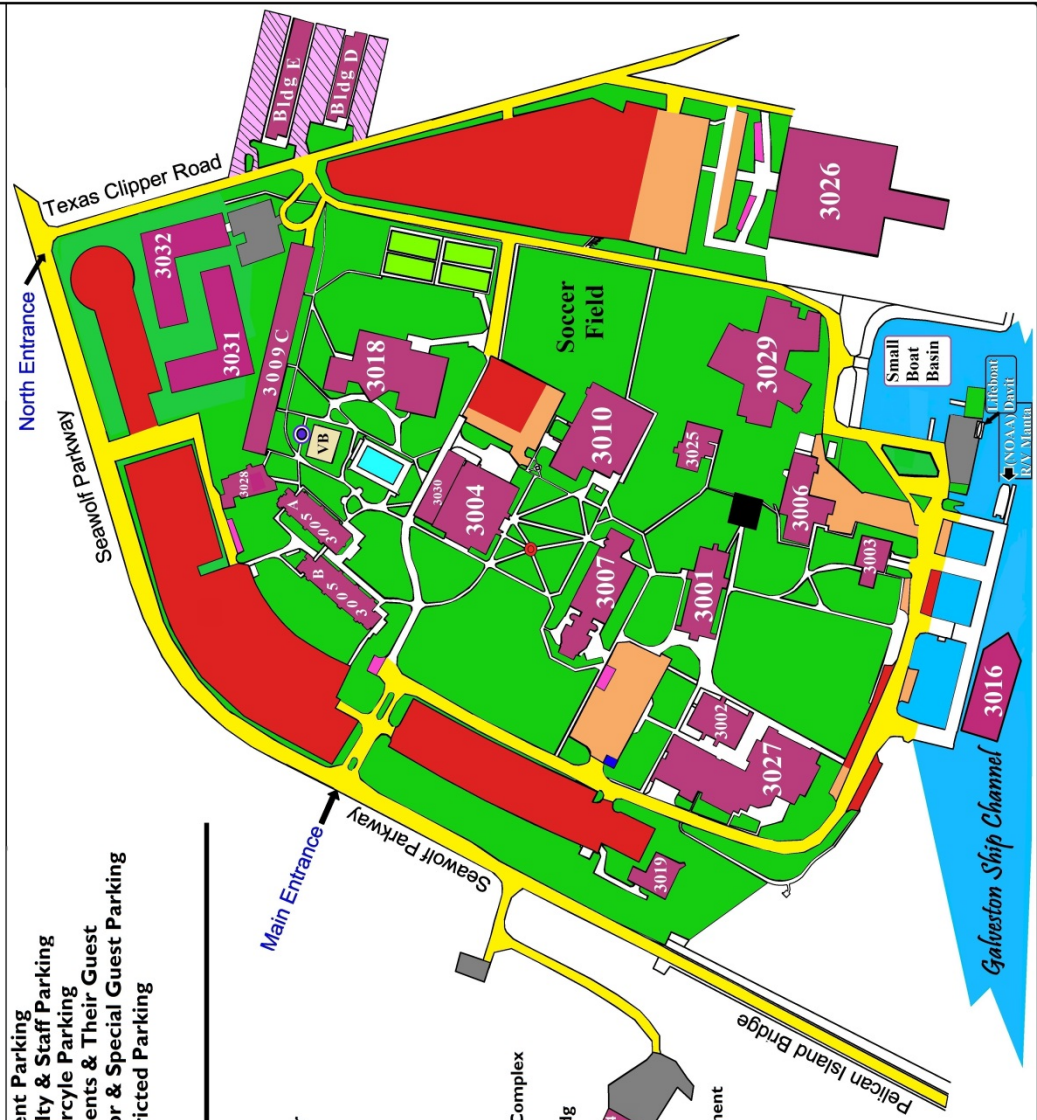 North Entrance
Texas Clipper Road
Bldg E
Bldg D
Seawolf Parkway
3032
3031
3009C
3018
VB
3028
A
3005
B
3005
3030
3004
3010
Soccer
Field
3026
3029
3025
3007
3001
3006
3003
3002
3027
3019
Small
Boat
Basin
Lifeboat
Davit
(NOAA)
R/V Manta
3016
Galveston Ship Channel
Main Entrance
Seawolf Parkway
Pelican Island Bridge
ent Parking
lty & Staff Parking
rcyle Parking
ents & Their Guest
or & Special Guest Parking
icted Parking
Complex
dg
ment